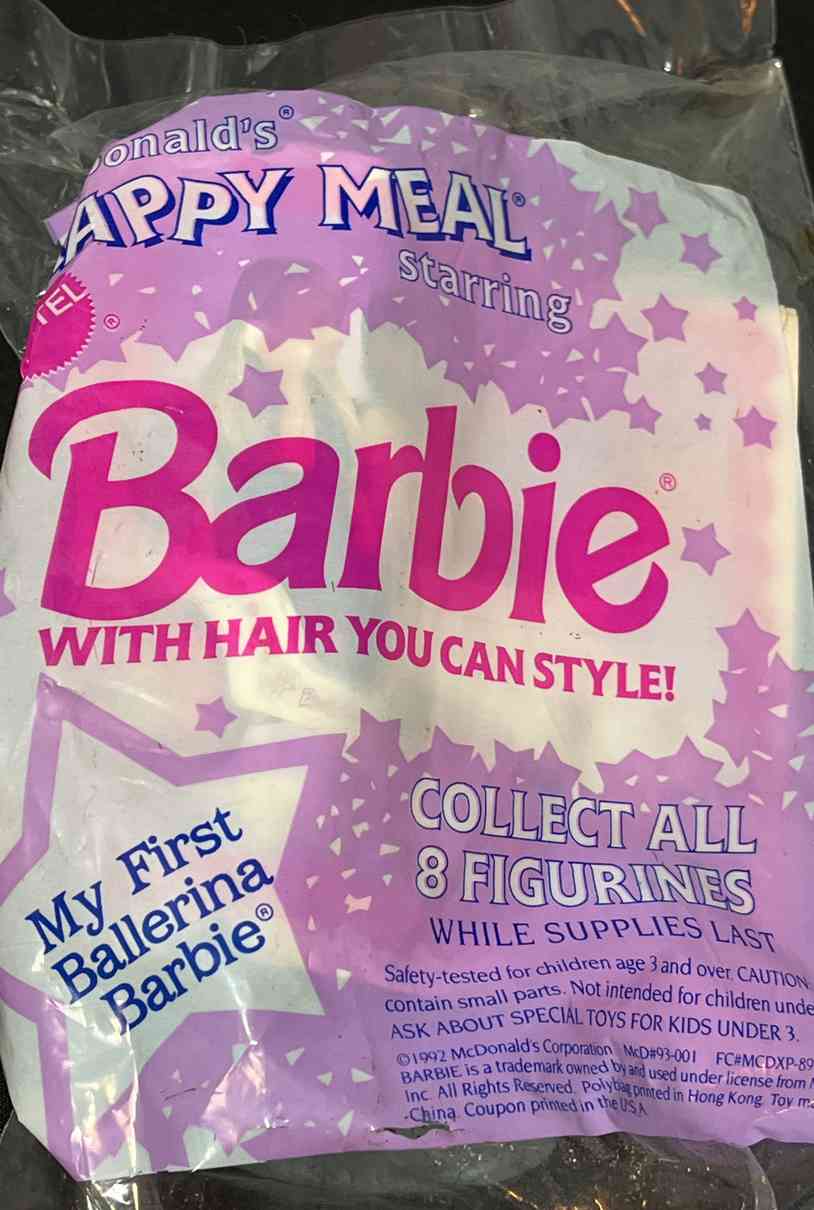 onald's®
APPY MEAL®
starring
TEL ®
Barbie®
WITH HAIR YOU CAN STYLE!
My First
Ballerina
Barbie®
COLLECT ALL
8 FIGURINES
WHILE SUPPLIES LAST
Safety-tested for children age 3 and over. CAUTION:
contain small parts. Not intended for children unde
ASK ABOUT SPECIAL TOYS FOR KIDS UNDER 3.
©1992 McDonald's Corporation McD#93-001 FC#MCDXP-89
BARBIE is a trademark owned by and used under license from M
Inc. All Rights Reserved. Polybag printed in Hong Kong. Toy ma
-China. Coupon printed in the USA